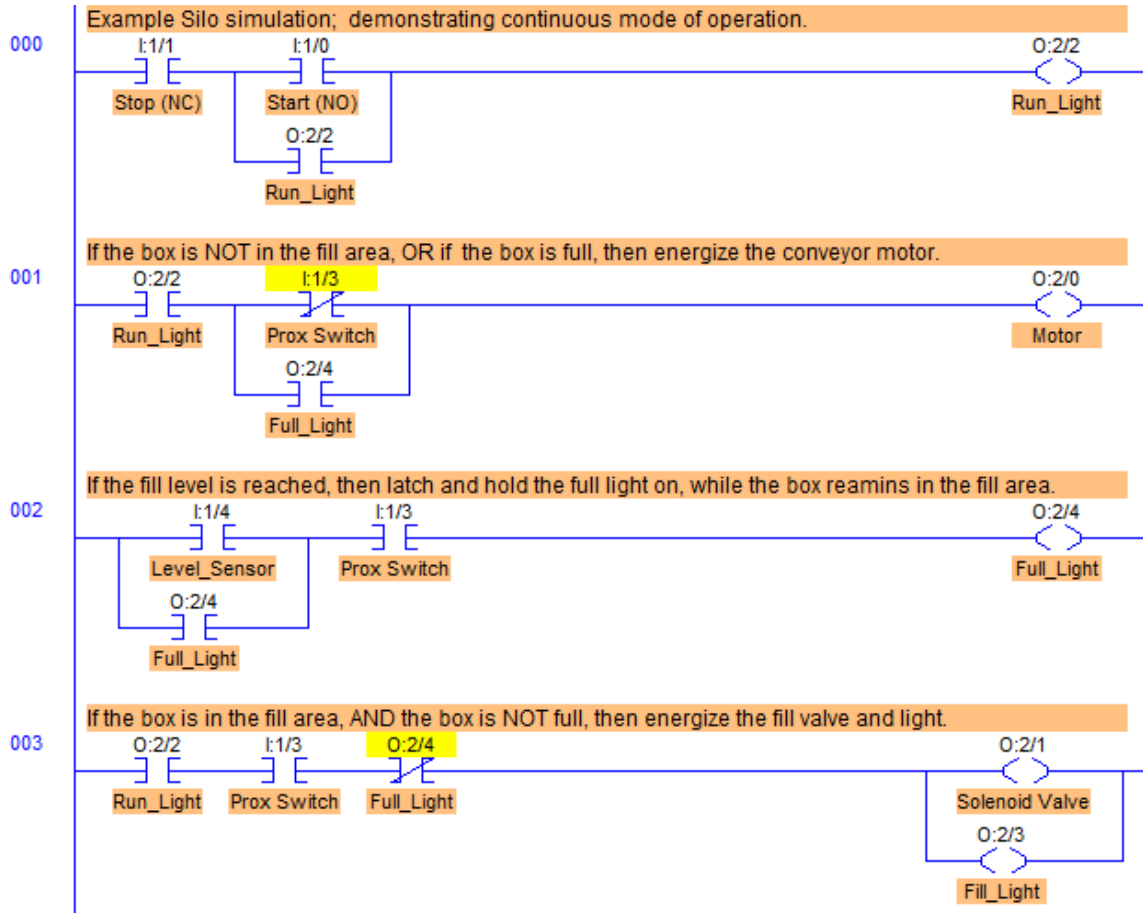 Example Silo simulation; demonstrating continuous mode of operation.
000
I:1/1 I:1/0 O:2/2
Stop (NC) Start (NO) Run_Light
O:2/2
Run_Light
If the box is NOT in the fill area, OR if the box is full, then energize the conveyor motor.
001
O:2/2 I:1/3 O:2/0
Run_Light Prox Switch Motor
O:2/4
Full_Light
If the fill level is reached, then latch and hold the full light on, while the box reamins in the fill area.
002
I:1/4 I:1/3 O:2/4
Level_Sensor Prox Switch Full_Light
O:2/4
Full_Light
If the box is in the fill area, AND the box is NOT full, then energize the fill valve and light.
003
O:2/2 I:1/3 O:2/4 O:2/1
Run_Light Prox Switch Full_Light Solenoid Valve
O:2/3
Fill_Light